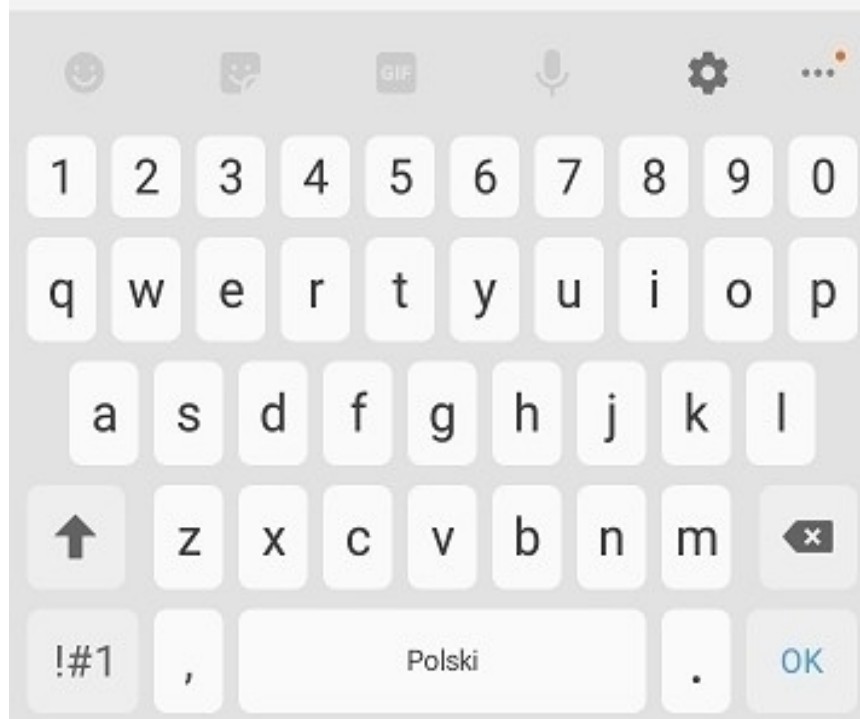 GIF
1 2 3 4 5 6 7 8 9 0
q w e r t y u i o p
a s d f g h j k l
z x c v b n m
!#1 , Polski . OK